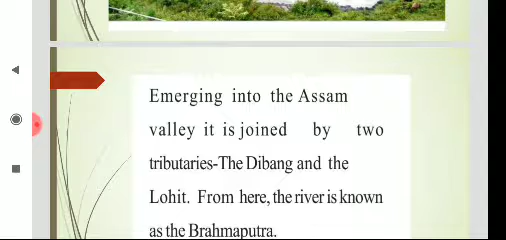 Emerging into the Assam
valley it is joined by two
tributaries-The Dibang and the
Lohit. From here, the river is known
as the Brahmaputra.